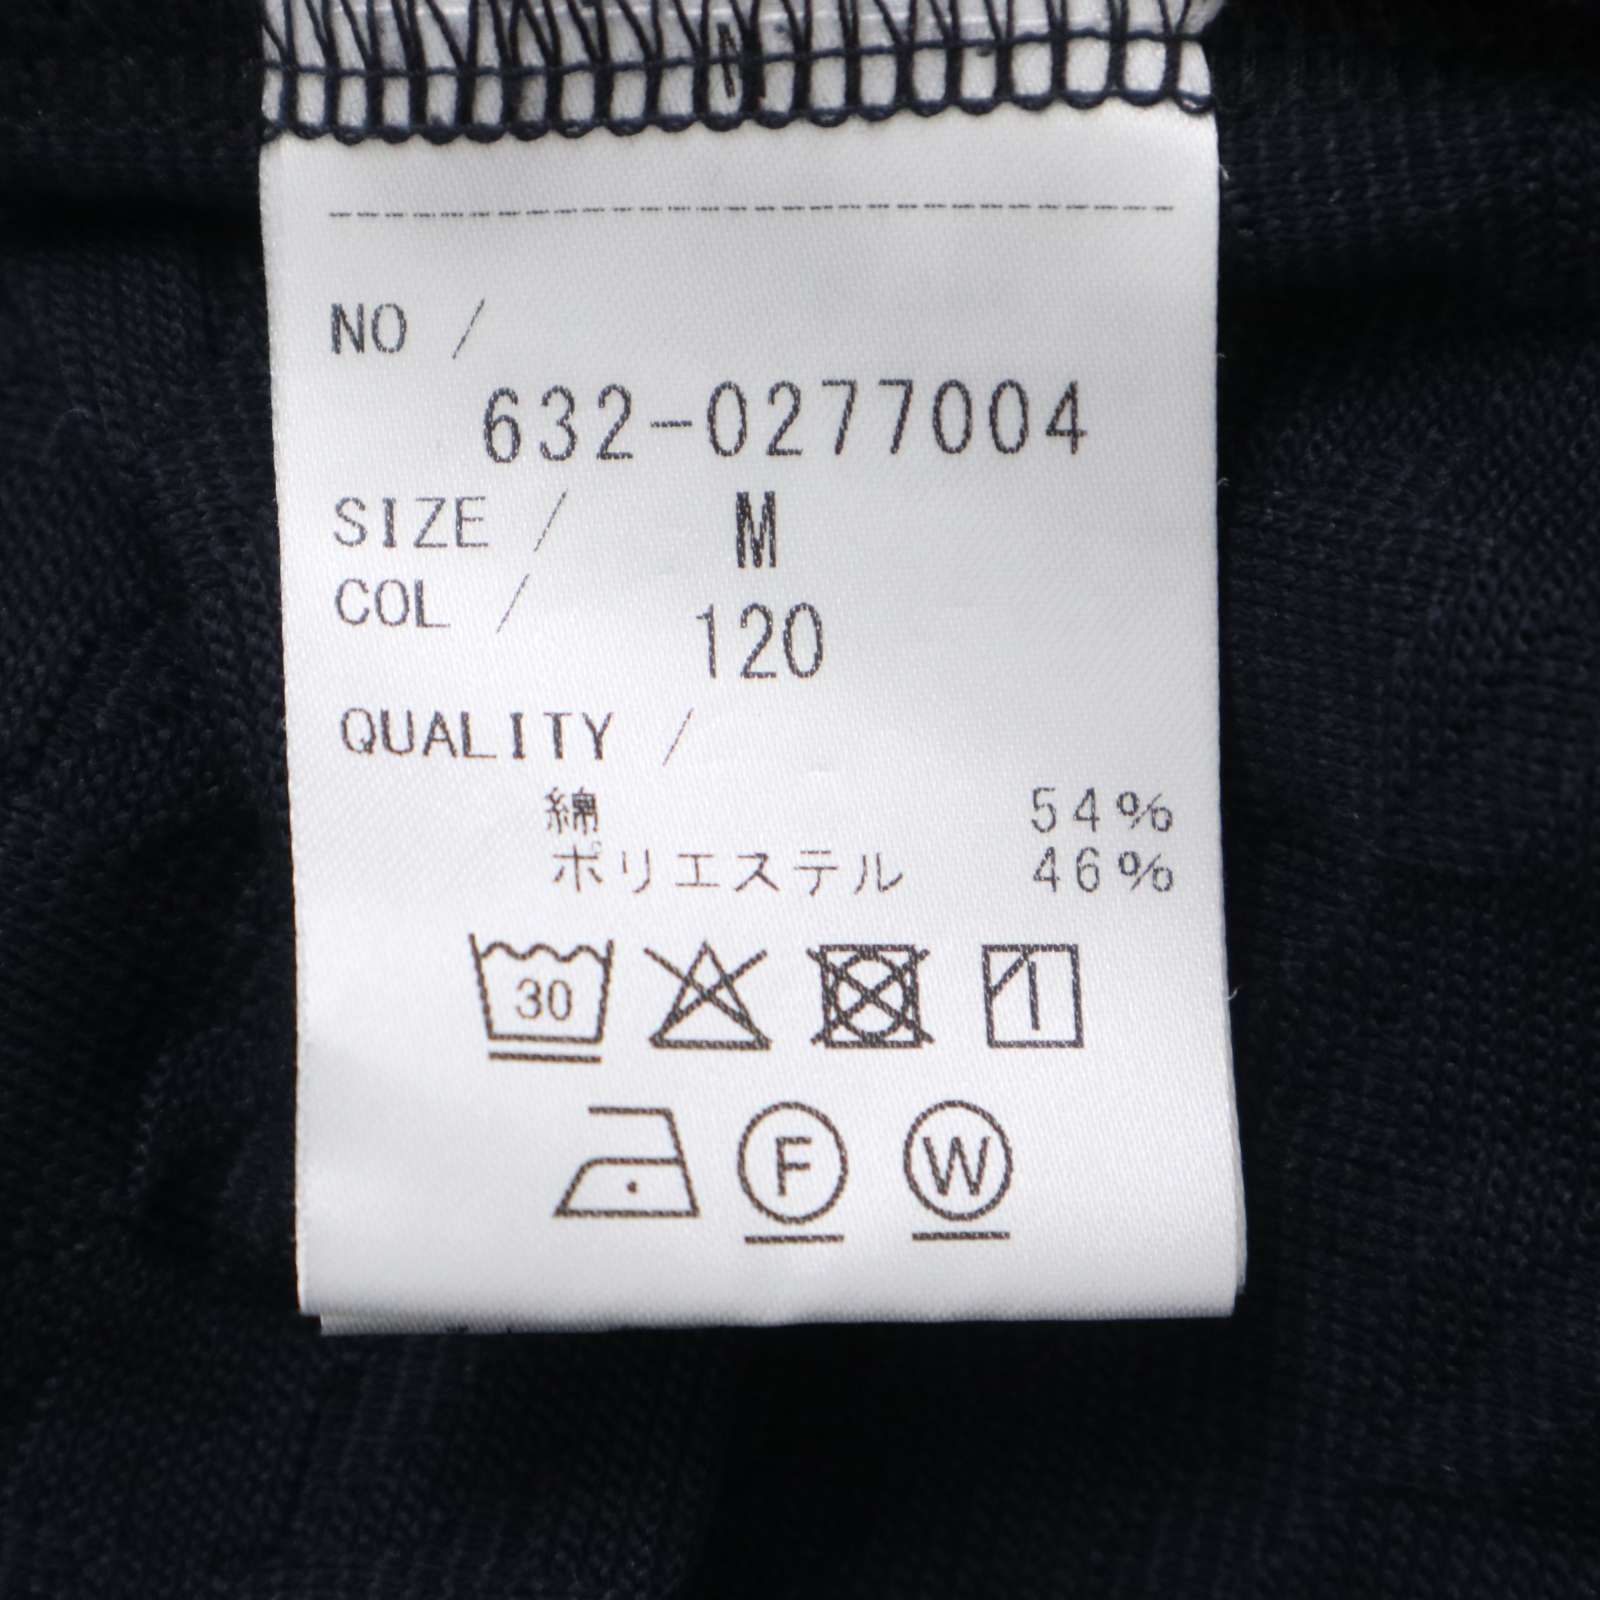 NO /
632-0277004
SIZE / M
COL / 120
QUALITY /
綿 54%
ポリエステル 46%
30
F W